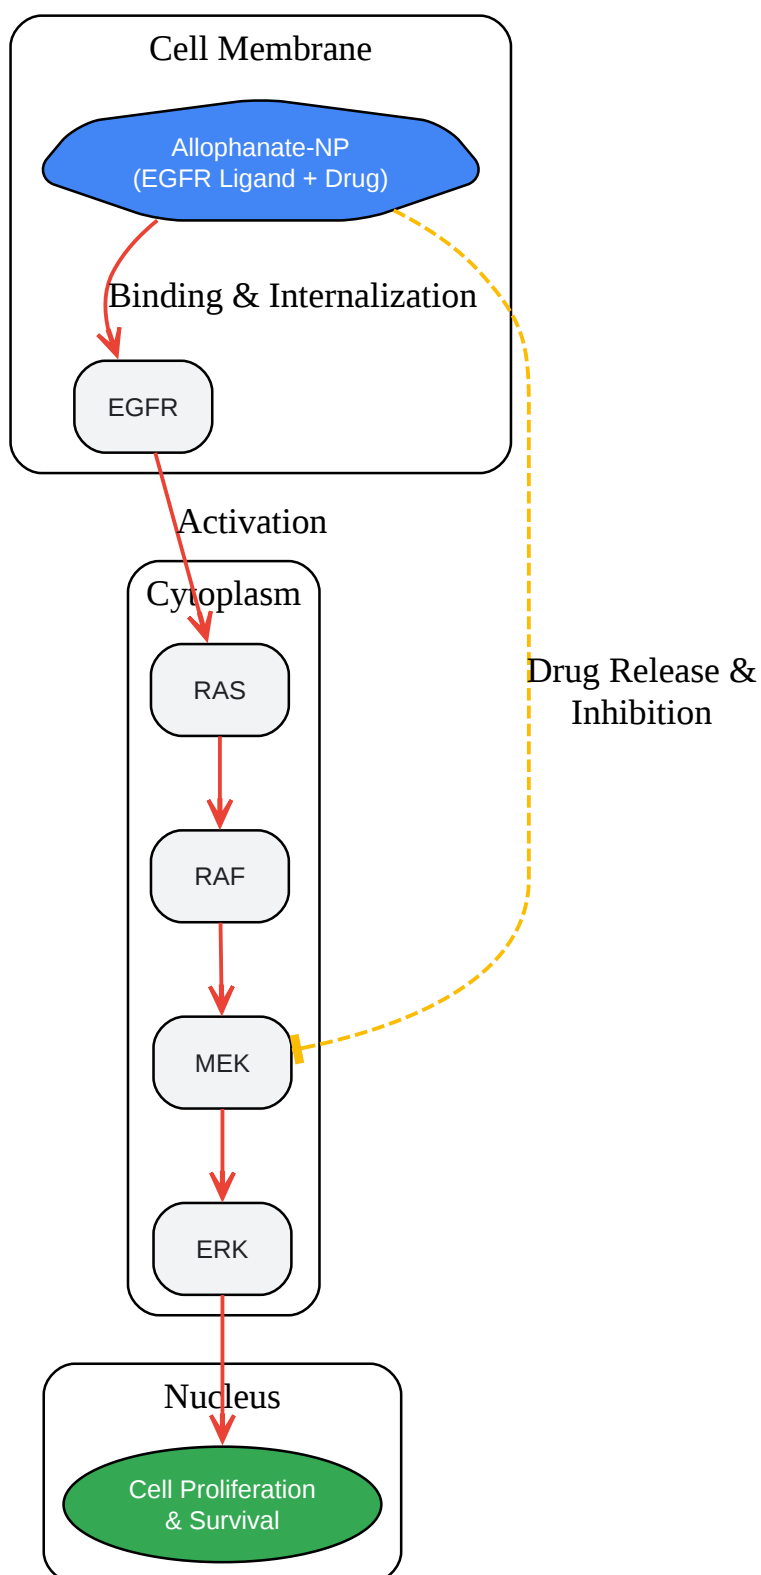 Cell Membrane
Allophanate-NP
(EGFR Ligand + Drug)
Binding & Internalization
EGFR
Activation
Cytoplasm
RAS
Drug Release &
Inhibition
RAF
MEK
ERK
Nucleus
Cell Proliferation
& Survival